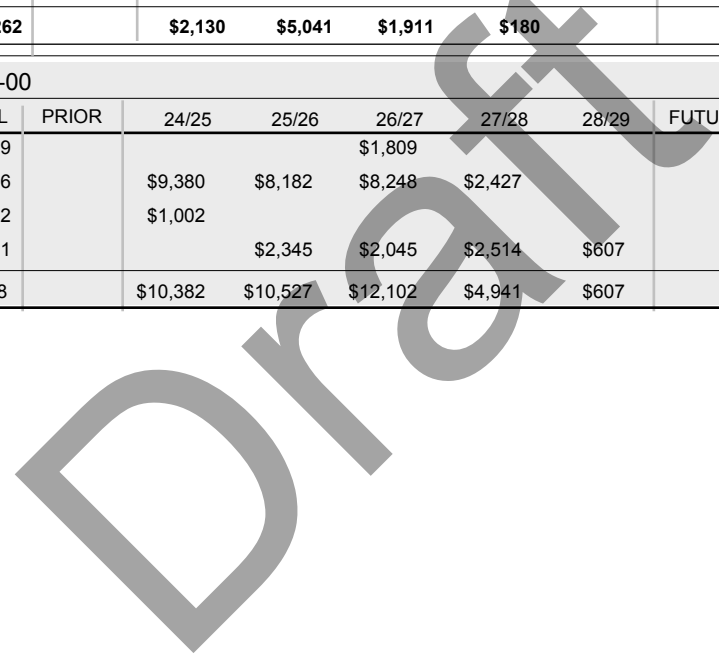 262 $2,130 $5,041 $1,911 $180
-00
L PRIOR 24/25 25/26 26/27 27/28 28/29 FUTU
9 $1,809
6 $9,380 $8,182 $8,248 $2,427
2 $1,002
1 $2,345 $2,045 $2,514 $607
8 $10,382 $10,527 $12,102 $4,941 $607
Draft